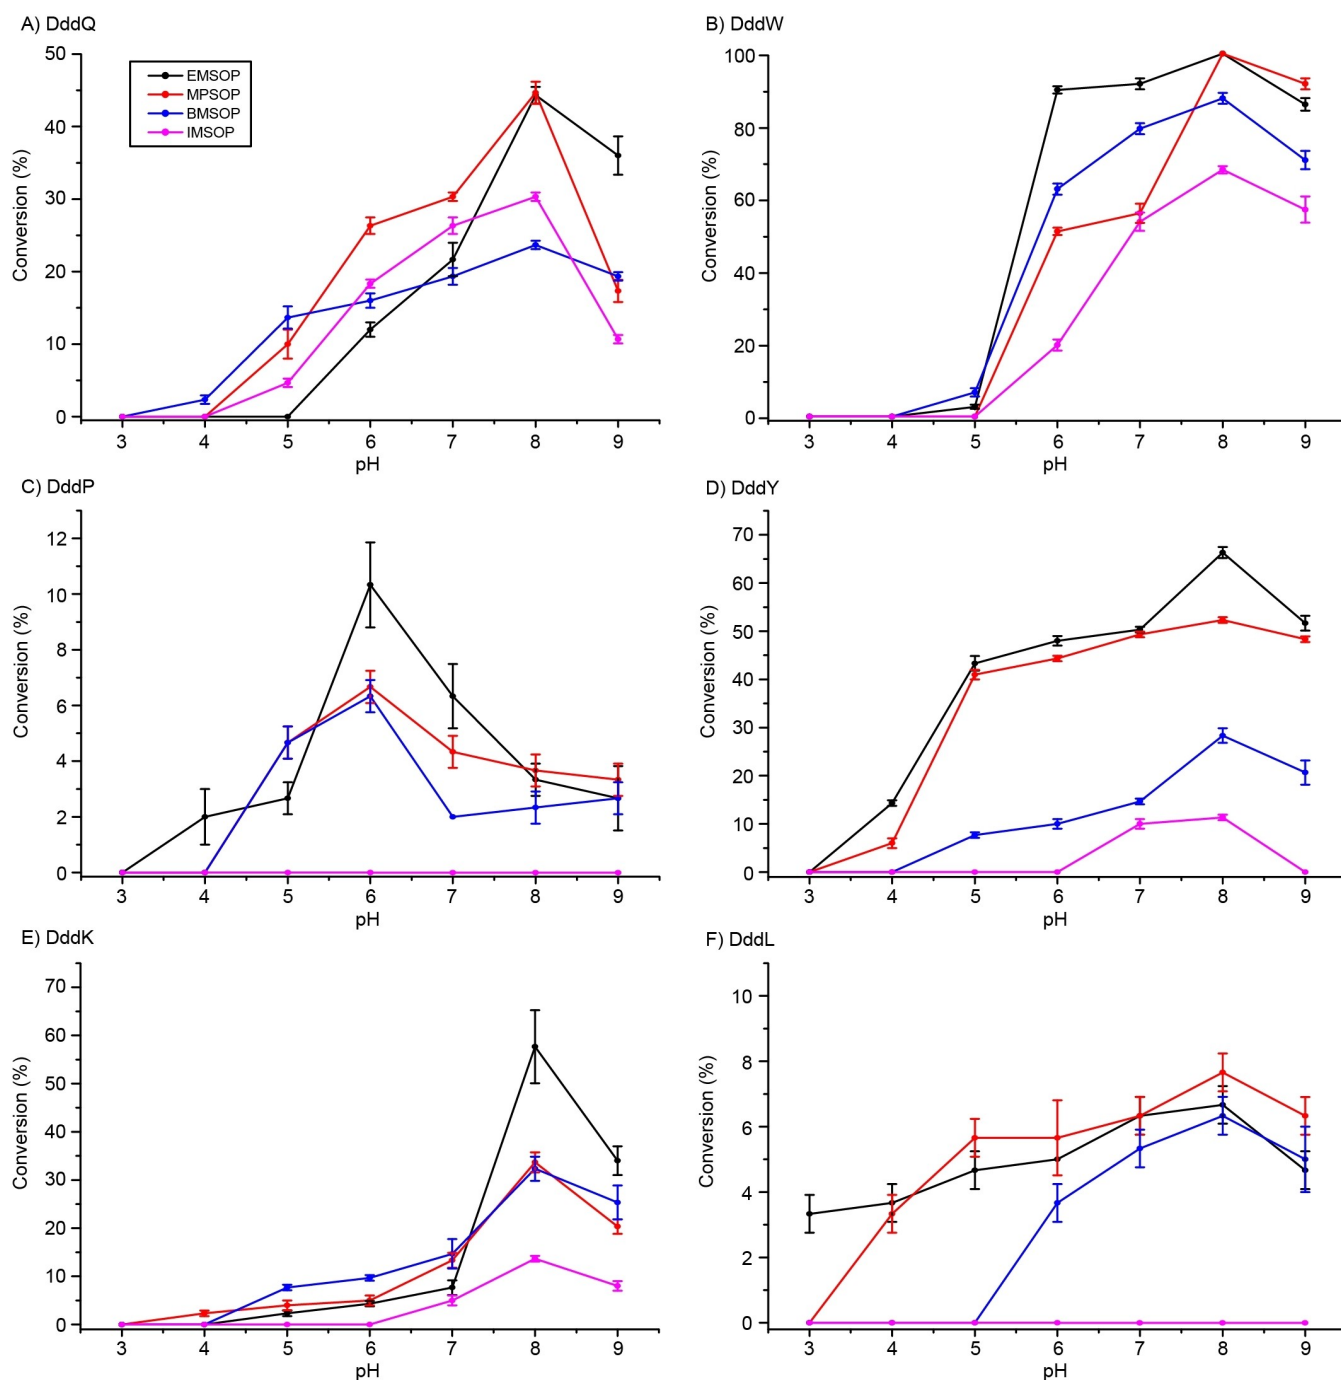 A) DddQ
50
40
30
20
10
0
Conversion (%)
EMSOP
MPSOP
BMSOP
IMSOP
3 4 5 6 7 8 9
pH
B) DddW
100
80
60
40
20
0
Conversion (%)
3 4 5 6 7 8 9
pH
C) DddP
12
10
8
6
4
2
0
Conversion (%)
3 4 5 6 7 8 9
pH
D) DddY
70
60
50
40
30
20
10
0
Conversion (%)
3 4 5 6 7 8 9
pH
E) DddK
70
60
50
40
30
20
10
0
Conversion (%)
3 4 5 6 7 8 9
pH
F) DddL
10
8
6
4
2
0
Conversion (%)
3 4 5 6 7 8 9
pH